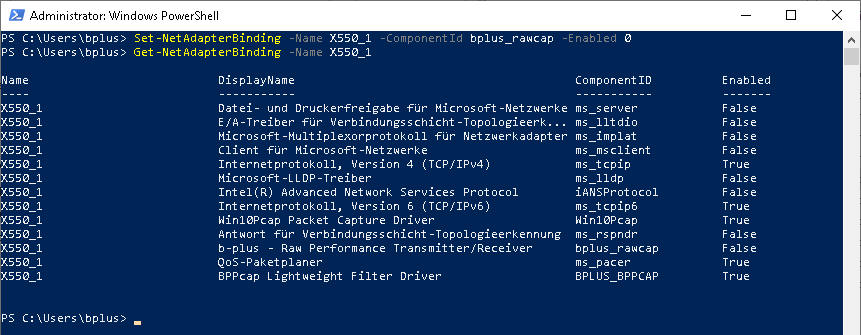 Administrator: Windows PowerShell
PS C:\Users\bplus> Set-NetAdapterBinding -Name X550_1 -ComponentId bplus_rawcap -Enabled 0
PS C:\Users\bplus> Get-NetAdapterBinding -Name X550_1
Name DisplayName ComponentID Enabled
---- ----------- ----------- -------
X550_1 Datei- und Druckerfreigabe für Microsoft-Netzwerke ms_server False
X550_1 E/A-Treiber für Verbindungsschicht-Topologieerk... ms_lltdio False
X550_1 Microsoft-Multiplexorprotokoll für Netzwerkadapter ms_implat False
X550_1 Client für Microsoft-Netzwerke ms_msclient False
X550_1 Internetprotokoll, Version 4 (TCP/IPv4) ms_tcpip True
X550_1 Microsoft-LLDP-Treiber ms_lldp False
X550_1 Intel(R) Advanced Network Services Protocol iANSProtocol False
X550_1 Internetprotokoll, Version 6 (TCP/IPv6) ms_tcpip6 True
X550_1 Win10Pcap Packet Capture Driver Win10Pcap True
X550_1 Antwort für Verbindungsschicht-Topologieerkennung ms_rspndr False
X550_1 b-plus - Raw Performance Transmitter/Receiver bplus_rawcap False
X550_1 QoS-Paketplaner ms_pacer True
X550_1 BPPcap Lightweight Filter Driver BPLUS_BPPCAP True
PS C:\Users\bplus>